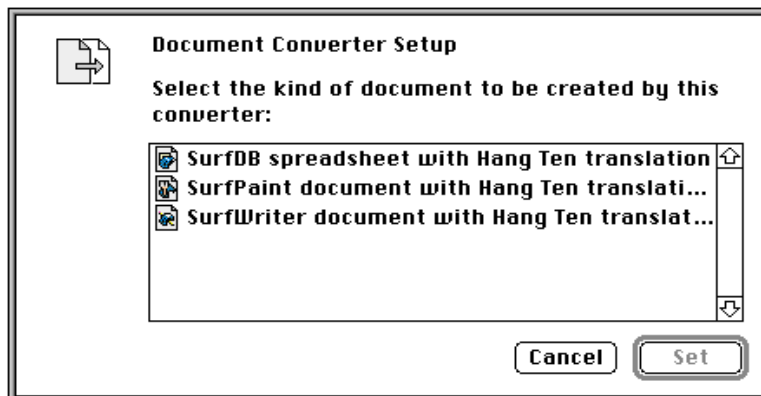 Document Converter Setup
Select the kind of document to be created by this
converter:
SurfDB spreadsheet with Hang Ten translation
SurfPaint document with Hang Ten translati...
SurfWriter document with Hang Ten translat...
Cancel
Set